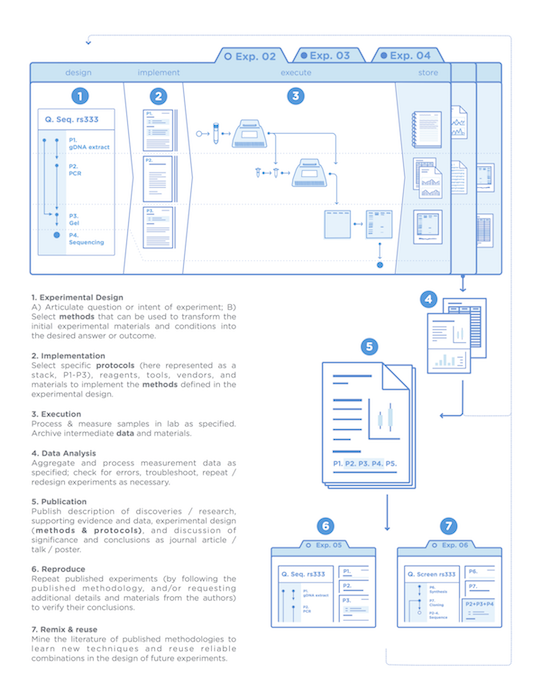 Exp. 02
Exp. 03
Exp. 04
design
implement
execute
store
1
2
3
Q. Seq. rs333
P1.
gDNA extract
P2.
PCR
P3.
Gel
P4.
Sequencing
P1.
P2.
P3.
1. Experimental Design
A) Articulate question or intent of experiment; B)
Select methods that can be used to transform the
initial experimental materials and conditions into
the desired answer or outcome.
2. Implementation
Select specific protocols (here represented as a
stack, P1-P3), reagents, tools, vendors, and
materials to implement the methods defined in the
experimental design.
3. Execution
Process & measure samples in lab as specified.
Archive intermediate data and materials.
4. Data Analysis
Aggregate and process measurement data as
specified; check for errors, troubleshoot, repeat /
redesign experiments as necessary.
5. Publication
Publish description of discoveries / research,
supporting evidence and data, experimental design
(methods & protocols), and discussion of
significance and conclusions as journal article /
talk / poster.
6. Reproduce
Repeat published experiments (by following the
published methodology, and/or requesting
additional details and materials from the authors)
to verify their conclusions.
7. Remix & reuse
Mine the literature of published methodologies to
learn new techniques and reuse reliable
combinations in the design of future experiments.
4
5
P1. P2. P3. P4. P5.
6
7
Exp. 05
Q. Seq. rs333
P1.
gDNA extract
P2.
PCR
P1.
P2.
P3.
Exp. 06
Q. Screen rs333
P6.
Synthesis
P7.
Cloning
P2-4.
Sequence
P6.
P7.
P2+P3+P4